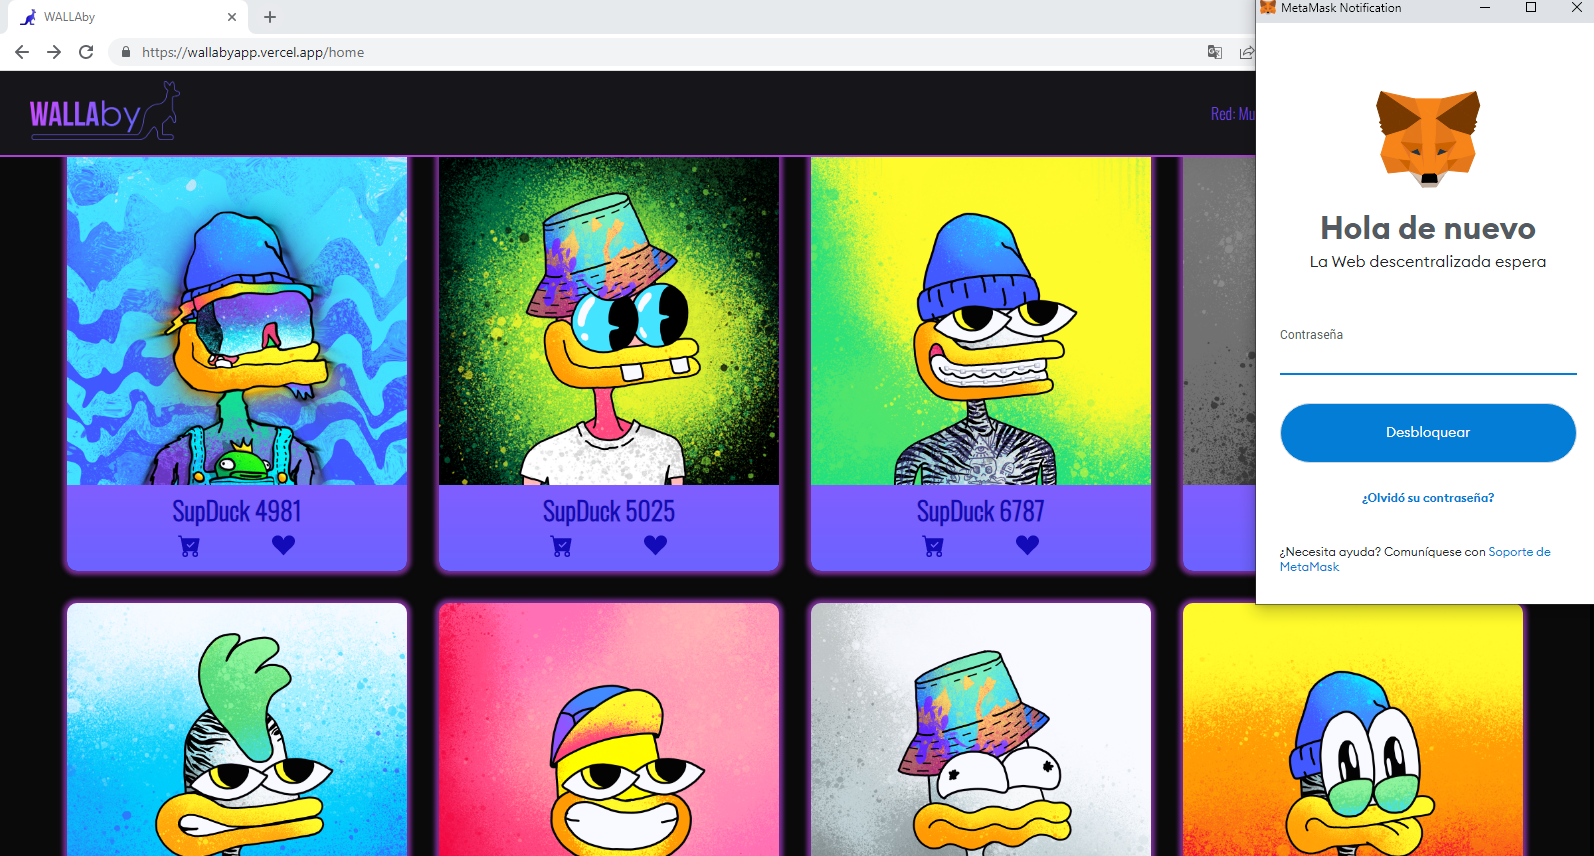 WALLAby
https://wallabyapp.vercel.app/home
WALLAby
Red: Mu
SupDuck 4981
SupDuck 5025
SupDuck 6787
MetaMask Notification
Hola de nuevo
La Web descentralizada espera
Contraseña
Desbloquear
¿Olvidó su contraseña?
¿Necesita ayuda? Comuníquese con Soporte de
MetaMask